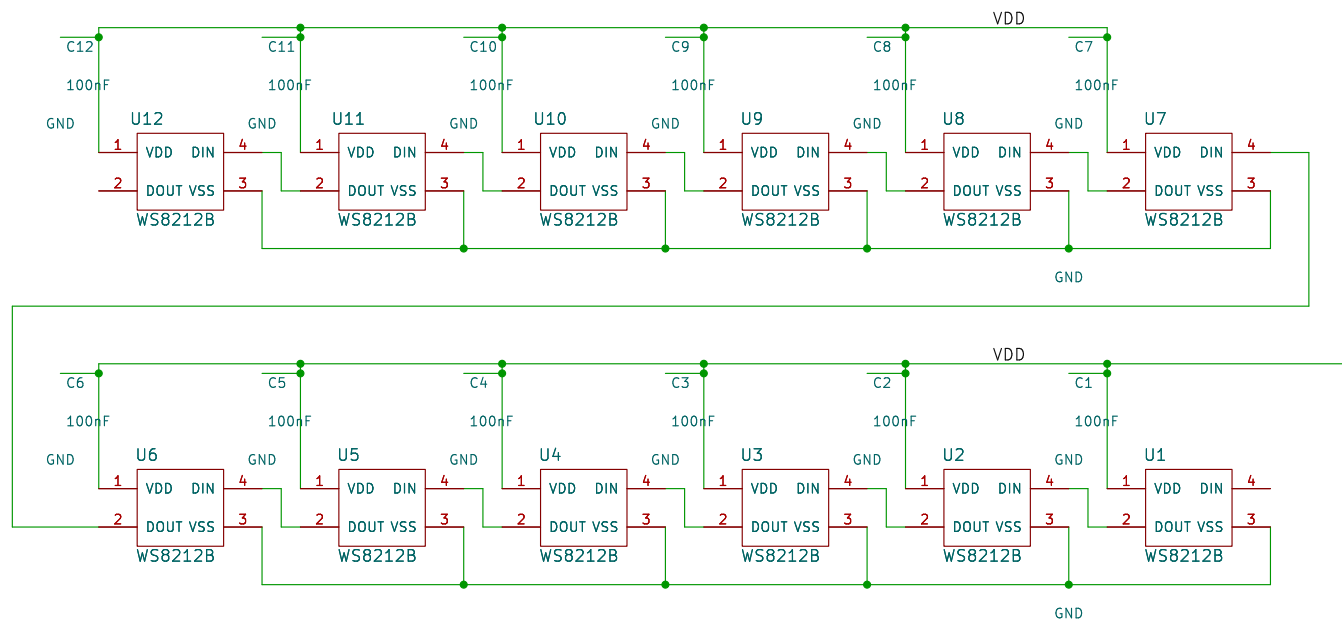 VDD
C12 C11 C10 C9 C8 C7
100nF 100nF 100nF 100nF 100nF 100nF
GND U12 GND U11 GND U10 GND U9 GND U8 GND U7
1 VDD DIN 4 1 VDD DIN 4 1 VDD DIN 4 1 VDD DIN 4 1 VDD DIN 4 1 VDD DIN 4
2 DOUT VSS 3 2 DOUT VSS 3 2 DOUT VSS 3 2 DOUT VSS 3 2 DOUT VSS 3 2 DOUT VSS 3
WS8212B WS8212B WS8212B WS8212B WS8212B WS8212B
GND
VDD
C6 C5 C4 C3 C2 C1
100nF 100nF 100nF 100nF 100nF 100nF
GND U6 GND U5 GND U4 GND U3 GND U2 GND U1
1 VDD DIN 4 1 VDD DIN 4 1 VDD DIN 4 1 VDD DIN 4 1 VDD DIN 4 1 VDD DIN 4
2 DOUT VSS 3 2 DOUT VSS 3 2 DOUT VSS 3 2 DOUT VSS 3 2 DOUT VSS 3 2 DOUT VSS 3
WS8212B WS8212B WS8212B WS8212B WS8212B WS8212B
GND